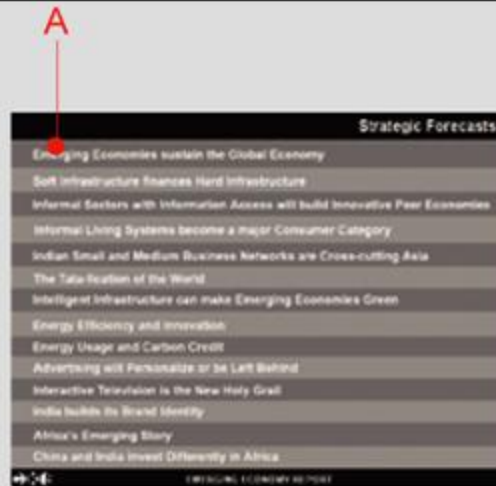 A
Strategic Forecasts
Emerging Economies sustain the Global Economy
Soft Infrastructure finances Hard Infrastructure
Informal Sectors with Information Access will build Innovative Peer Economies
Informal Living Systems become a major Consumer Category
Indian Small and Medium Business Networks are Cross-cutting Asia
The Tata-fication of the World
Intelligent Infrastructure can make Emerging Economies Green
Energy Efficiency and Innovation
Energy Usage and Carbon Credit
Advertising will Personalize or be Left Behind
Interactive Television is the New Holy Grail
India builds its Brand Identity
Africa's Emerging Story
China and India invest Differently in Africa
EMERGING ECONOMY REPORT